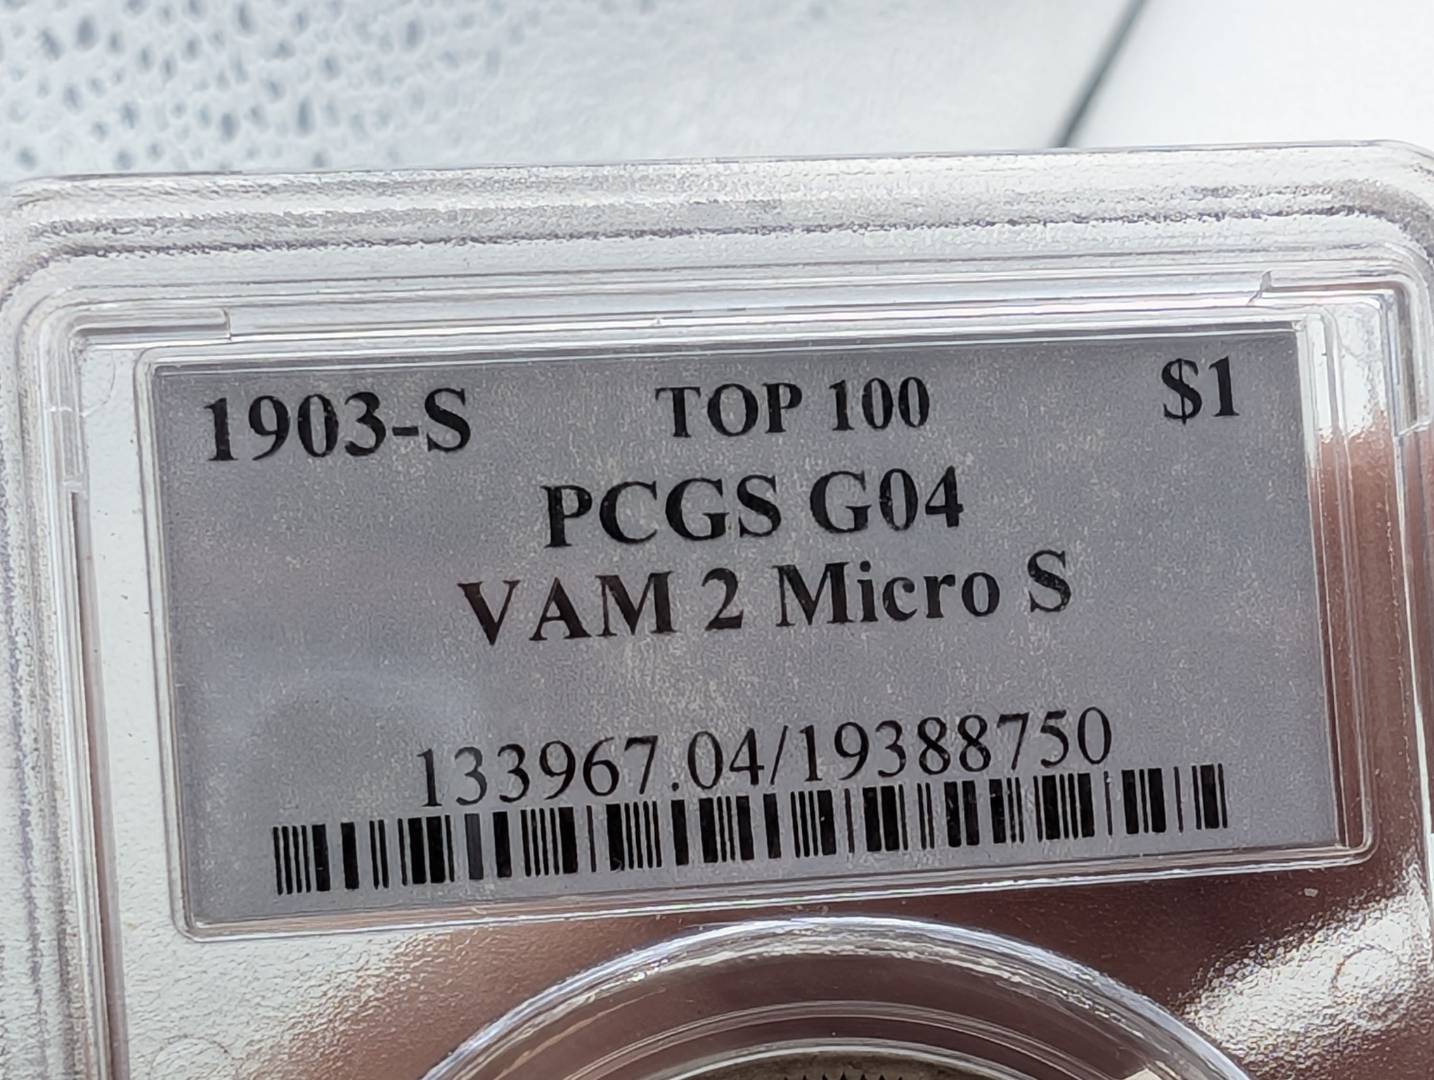 1903-S TOP 100 $1
PCGS G04
VAM 2 Micro S
133967.04/19388750